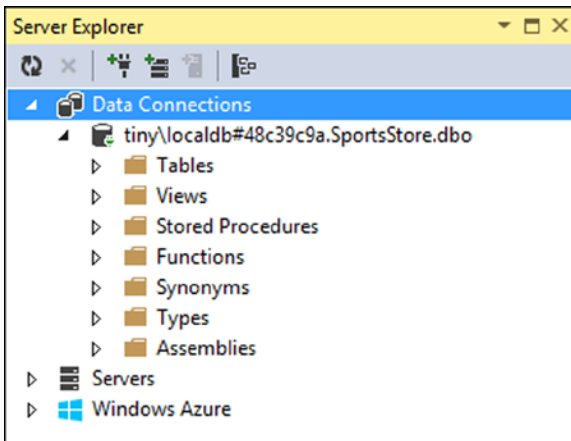 Server Explorer
Data Connections
tiny\localdb#48c39c9a.SportsStore.dbo
Tables
Views
Stored Procedures
Functions
Synonyms
Types
Assemblies
Servers
Windows Azure